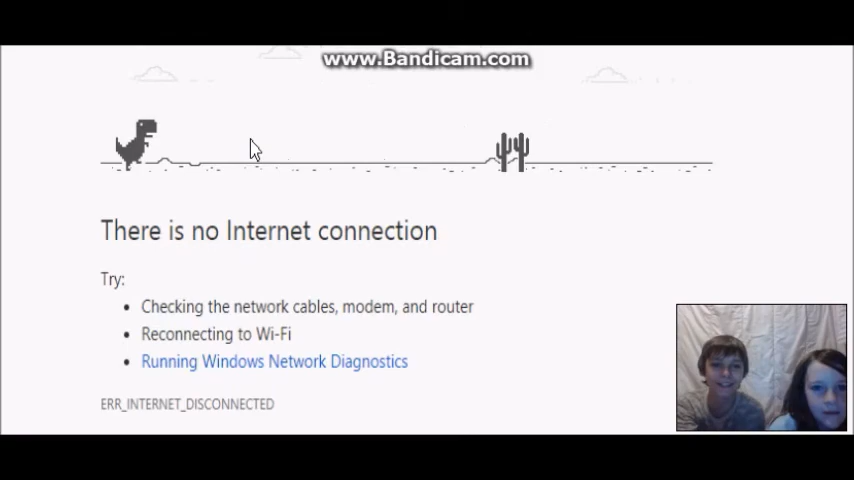 www.Bandicam.com
There is no Internet connection
Try:
Checking the network cables, modem, and router
Reconnecting to Wi-Fi
Running Windows Network Diagnostics
ERR_INTERNET_DISCONNECTED